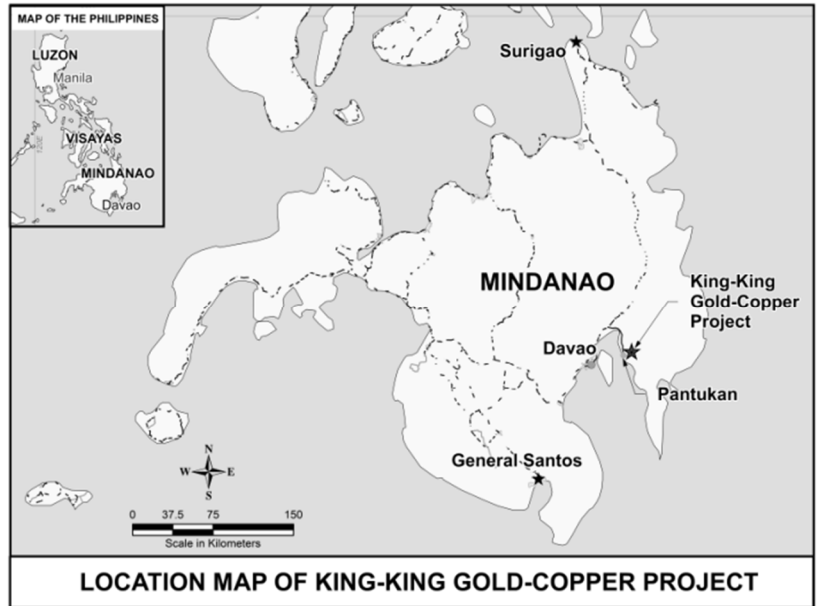 MAP OF THE PHILIPPINES
LUZON
Manila
120E
VISAYAS
MINDANAO
Davao
Surigao
MINDANAO
King-King
Gold-Copper
Project
Davao
Pantukan
General Santos
N
W E
S
0 37.5 75 150
Scale in Kilometers
LOCATION MAP OF KING-KING GOLD-COPPER PROJECT